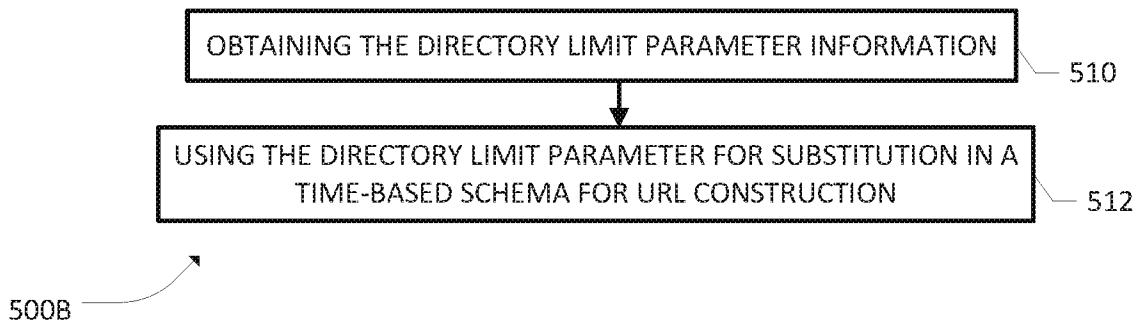 OBTAINING THE DIRECTORY LIMIT PARAMETER INFORMATION
510
USING THE DIRECTORY LIMIT PARAMETER FOR SUBSTITUTION IN A
TIME-BASED SCHEMA FOR URL CONSTRUCTION
512
500B